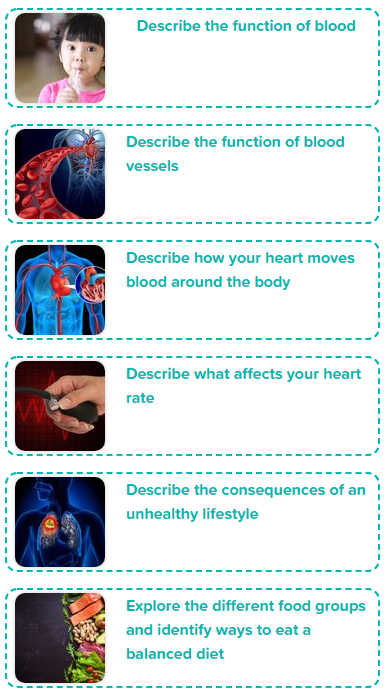 Describe the function of blood
Describe the function of blood
vessels
Describe how your heart moves
blood around the body
Describe what affects your heart
rate
Describe the consequences of an
unhealthy lifestyle
Explore the different food groups
and identify ways to eat a
balanced diet